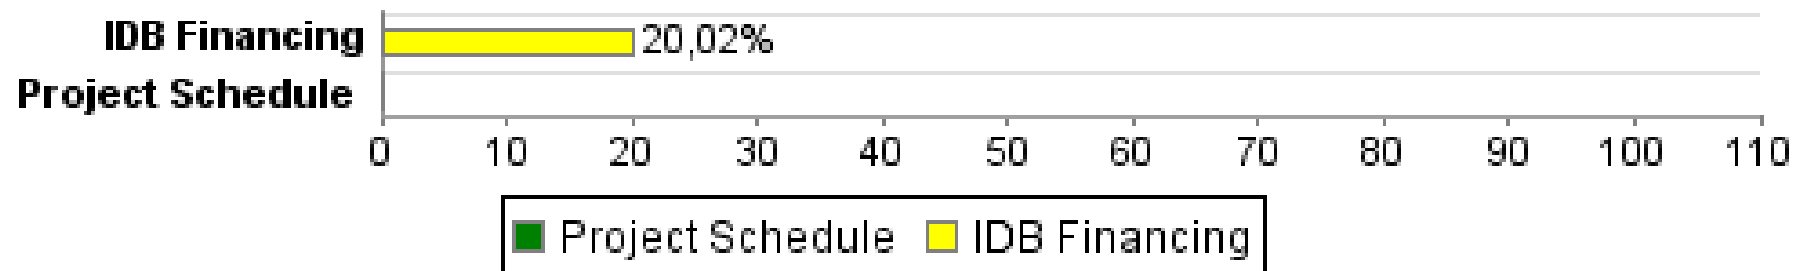 IDB Financing 20,02%
Project Schedule
0 10 20 30 40 50 60 70 80 90 100 110
Project Schedule IDB Financing